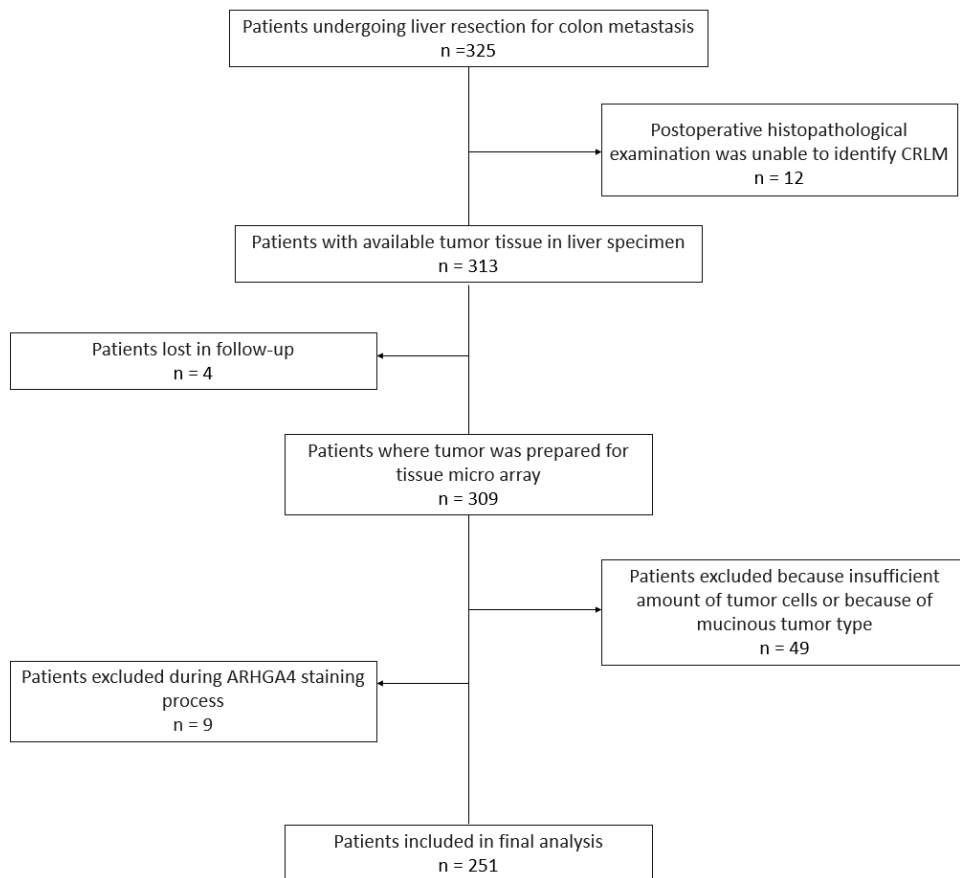 Patients undergoing liver resection for colon metastasis
n =325
Postoperative histopathological
examination was unable to identify CRLM
n = 12
Patients with available tumor tissue in liver specimen
n = 313
Patients lost in follow-up
n = 4
Patients where tumor was prepared for
tissue micro array
n = 309
Patients excluded because insufficient
amount of tumor cells or because of
mucinous tumor type
n = 49
Patients excluded during ARHGA4 staining
process
n = 9
Patients included in final analysis
n = 251